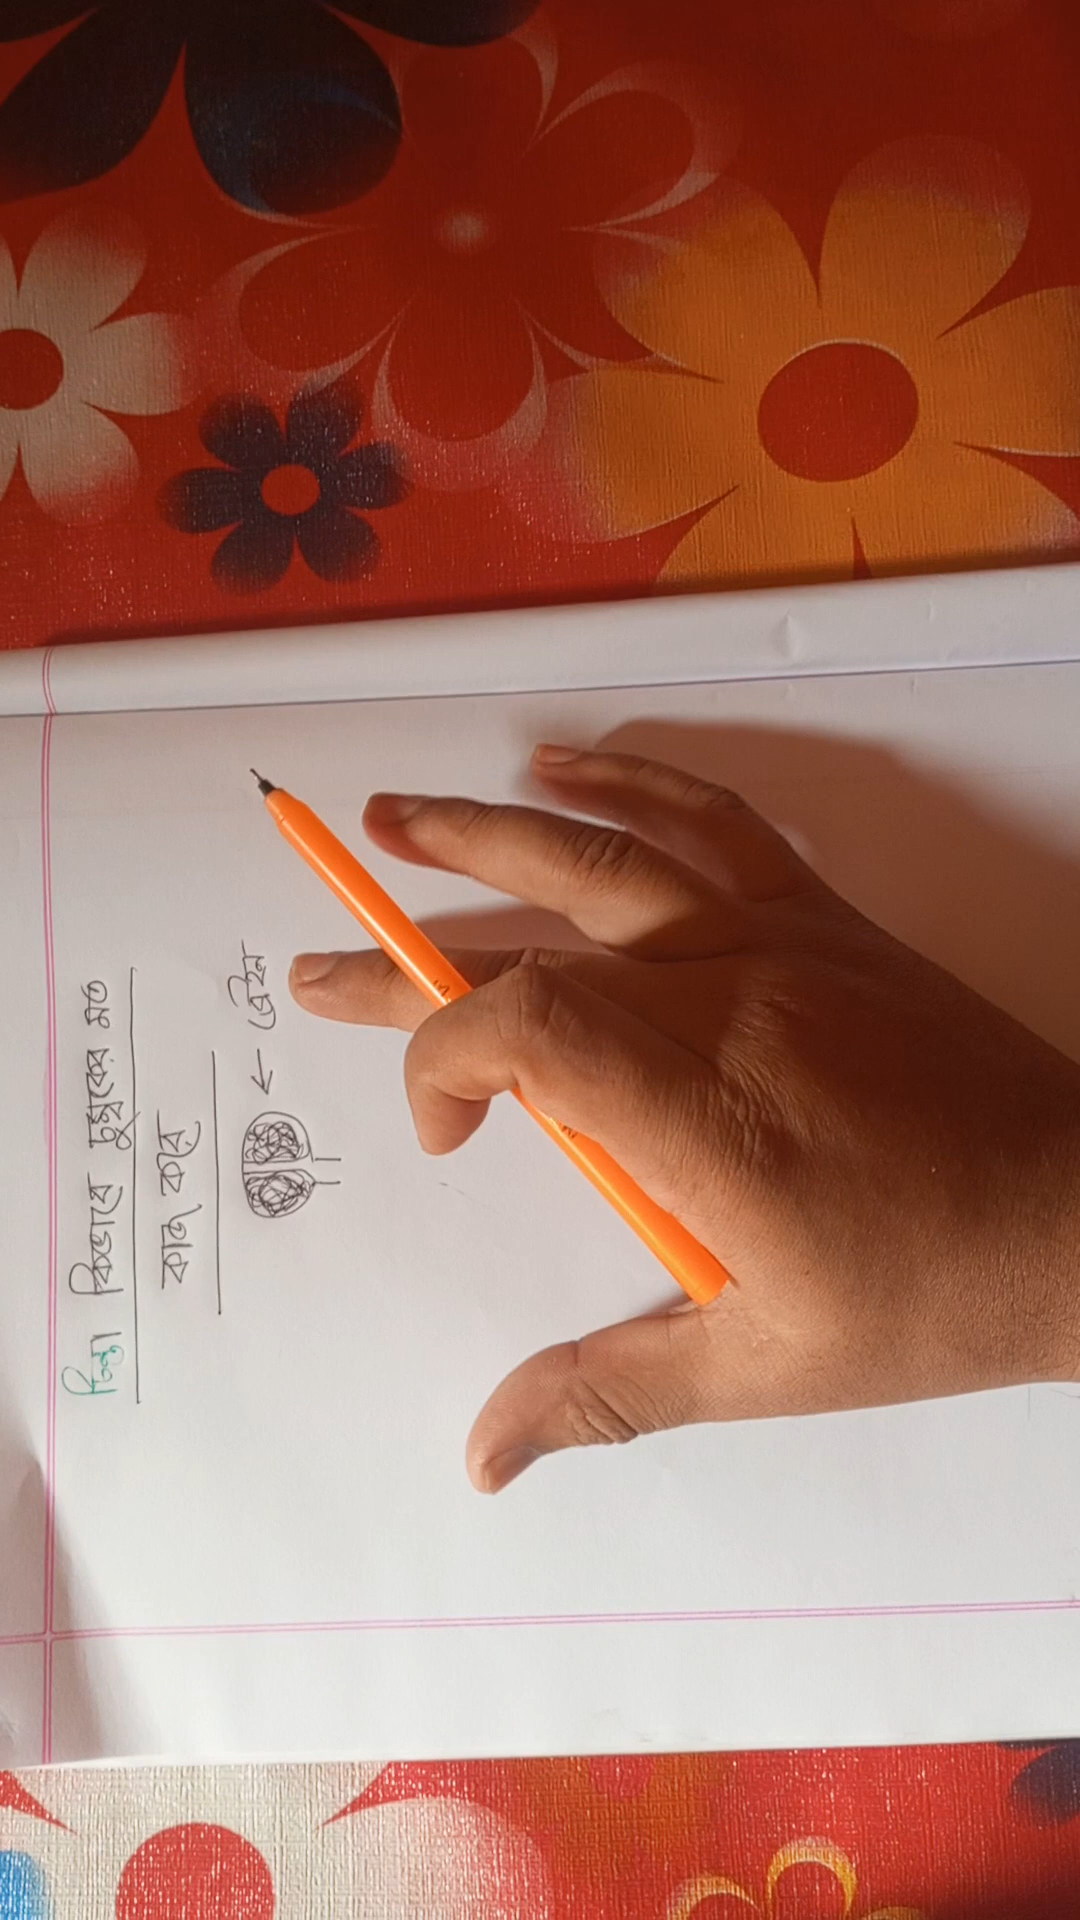 চিন্তা কিভাবে চুম্বকের মত
কাজ করে
← ব্রেইন